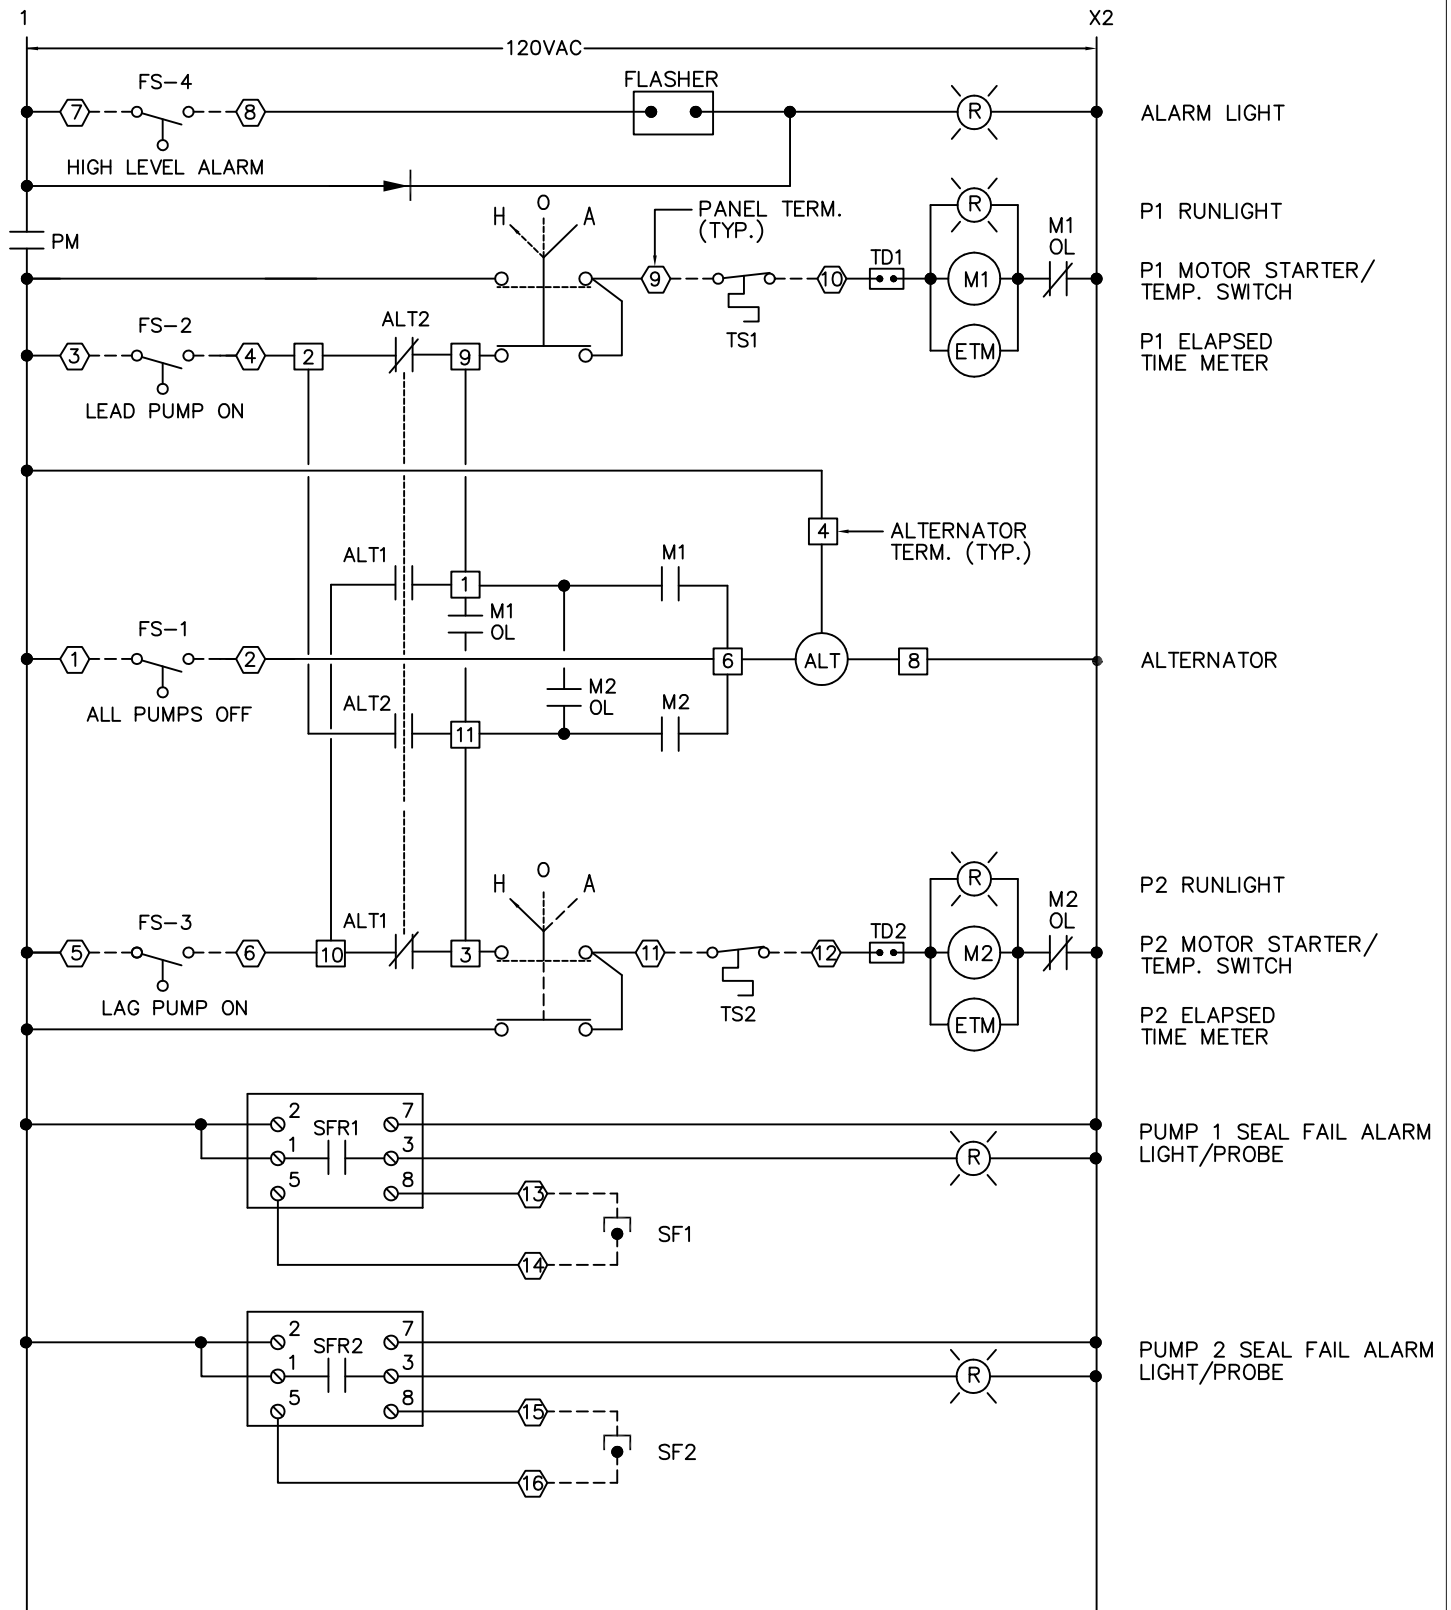 1
X2
120VAC
FS-4
FLASHER
7
8
R
ALARM LIGHT
HIGH LEVEL ALARM
H
O
A
PANEL TERM.
(TYP.)
R
P1 RUNLIGHT
PM
M1
OL
9
10
TD1
M1
P1 MOTOR STARTER/
TEMP. SWITCH
TS1
FS-2
ALT2
3
4
2
9
ETM
P1 ELAPSED
TIME METER
LEAD PUMP ON
4
ALTERNATOR
TERM. (TYP.)
ALT1
M1
1
M1
OL
FS-1
1
2
6
ALT
8
ALTERNATOR
ALL PUMPS OFF
ALT2
M2
OL
M2
11
H
O
A
R
P2 RUNLIGHT
FS-3
ALT1
M2
OL
5
6
10
3
11
12
TD2
M2
P2 MOTOR STARTER/
TEMP. SWITCH
LAG PUMP ON
TS2
ETM
P2 ELAPSED
TIME METER
2
SFR1
7
1
3
R
PUMP 1 SEAL FAIL ALARM
LIGHT/PROBE
5
8
13
SF1
14
2
SFR2
7
1
3
R
PUMP 2 SEAL FAIL ALARM
LIGHT/PROBE
5
8
15
SF2
16